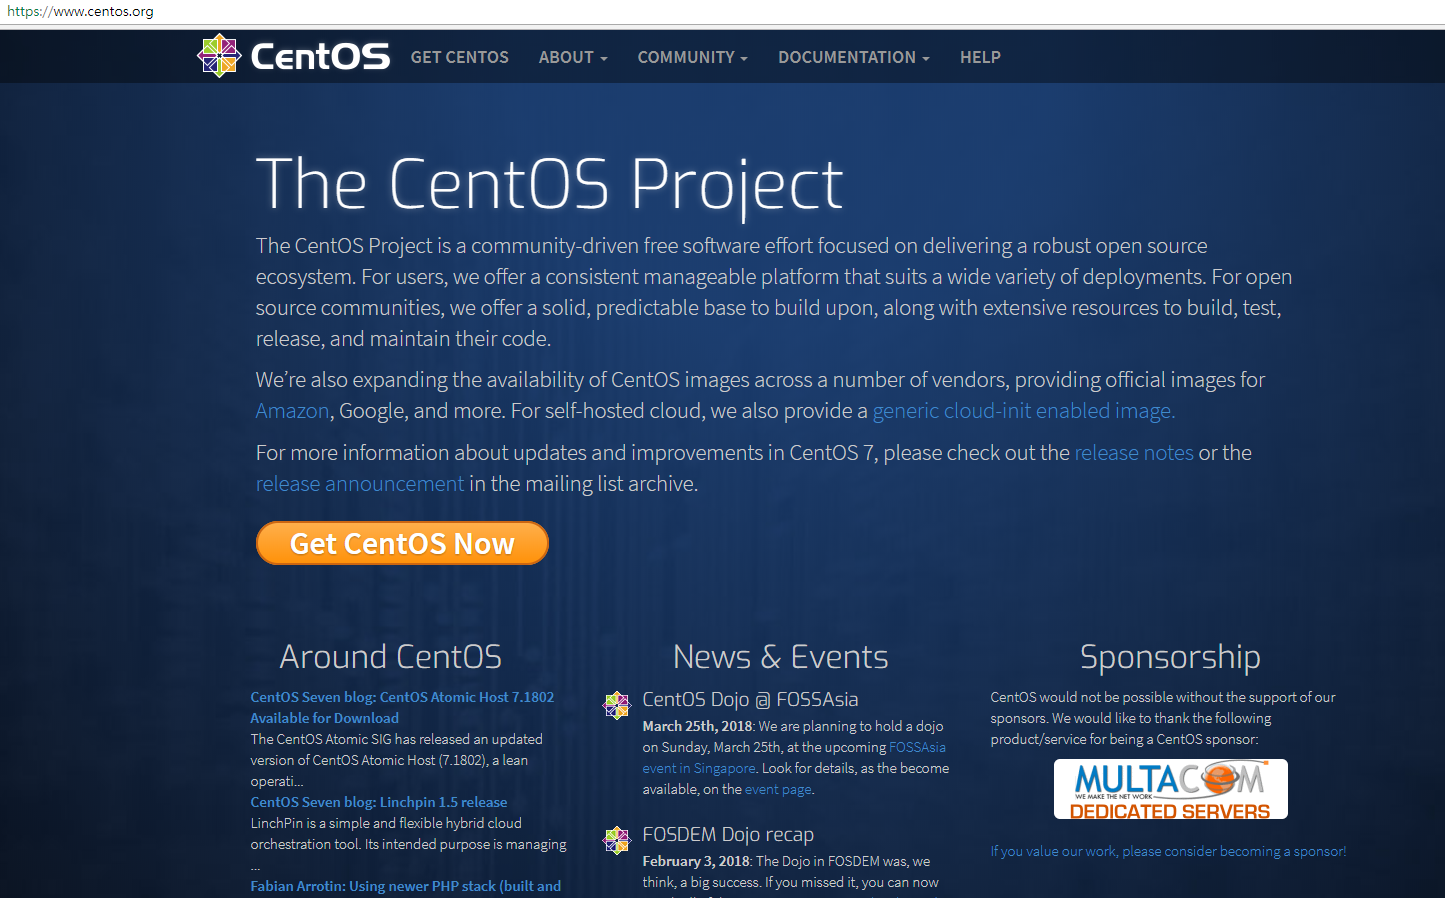 https://www.centos.org
CentOS GET CENTOS ABOUT COMMUNITY DOCUMENTATION HELP
The CentOS Project
The CentOS Project is a community-driven free software effort focused on delivering a robust open source
ecosystem. For users, we offer a consistent manageable platform that suits a wide variety of deployments. For open
source communities, we offer a solid, predictable base to build upon, along with extensive resources to build, test,
release, and maintain their code.
We’re also expanding the availability of CentOS images across a number of vendors, providing official images for
Amazon, Google, and more. For self-hosted cloud, we also provide a generic cloud-init enabled image.
For more information about updates and improvements in CentOS 7, please check out the release notes or the
release announcement in the mailing list archive.
Get CentOS Now
Around CentOS
CentOS Seven blog: CentOS Atomic Host 7.1802
Available for Download
The CentOS Atomic SIG has released an updated
version of CentOS Atomic Host (7.1802), a lean
operati...
CentOS Seven blog: Linchpin 1.5 release
LinchPin is a simple and flexible hybrid cloud
orchestration tool. Its intended purpose is managing
...
Fabian Arrotin: Using newer PHP stack (built and
News & Events
CentOS Dojo @ FOSSAsia
March 25th, 2018: We are planning to hold a dojo
on Sunday, March 25th, at the upcoming FOSSAsia
event in Singapore. Look for details, as the become
available, on the event page.
FOSDEM Dojo recap
February 3, 2018: The Dojo in FOSDEM was, we
think, a big success. If you missed it, you can now
Sponsorship
CentOS would not be possible without the support of our
sponsors. We would like to thank the following
product/service for being a CentOS sponsor:
MULTACOM
WE MAKE THE NET WORK
DEDICATED SERVERS
If you value our work, please consider becoming a sponsor!